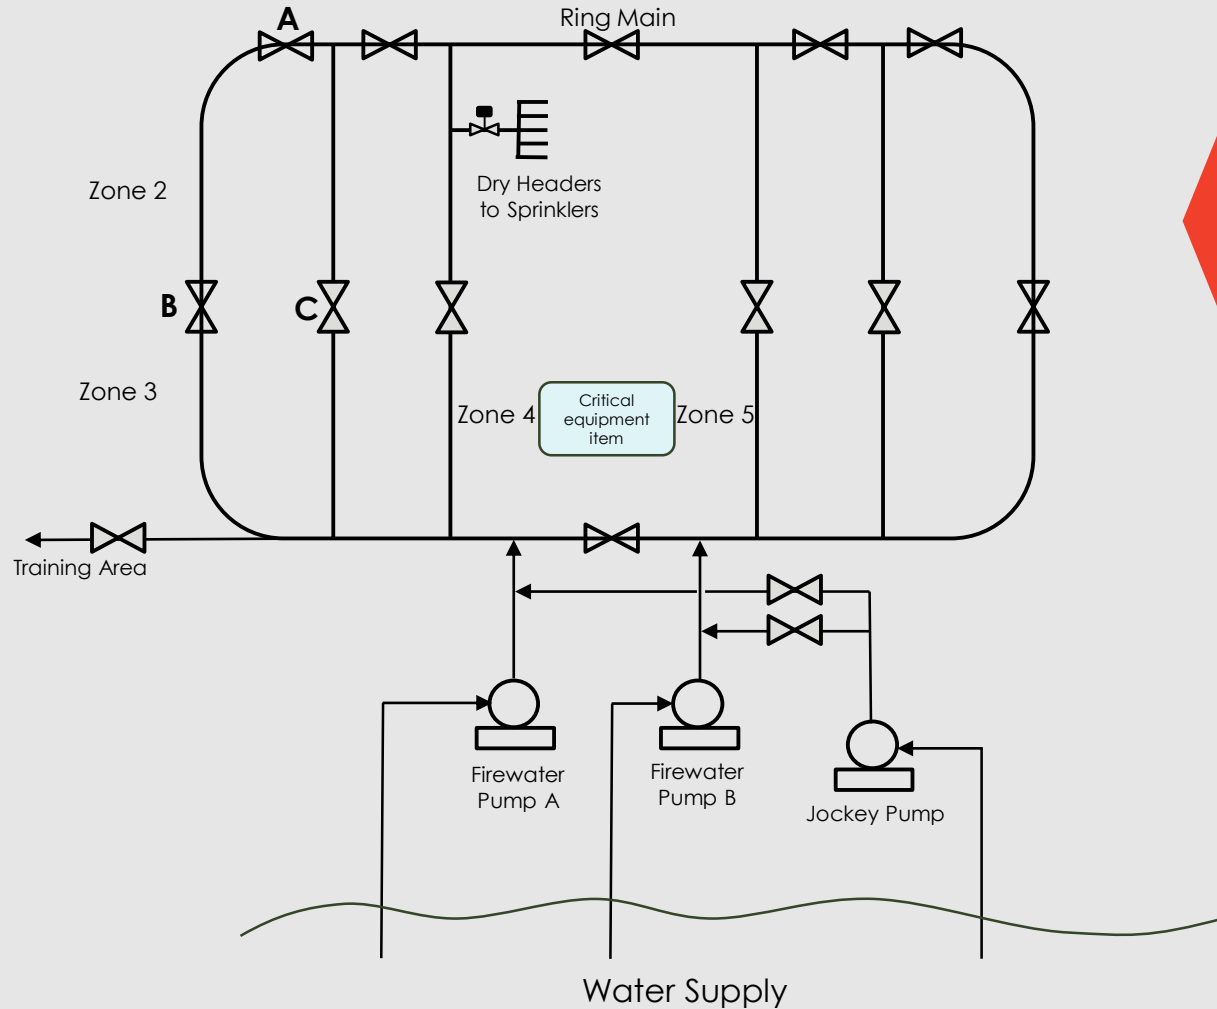 A
Ring Main
Dry Headers
to Sprinklers
Zone 2
B
C
Zone 3
Zone 4
Critical
equipment
item
Zone 5
Training Area
Firewater
Pump A
Firewater
Pump B
Jockey Pump
Water Supply